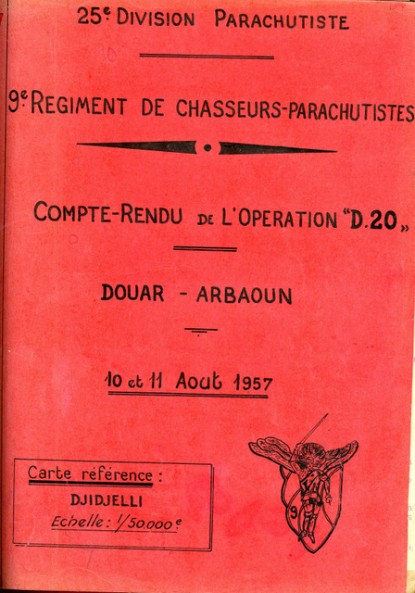 25e DIVISION PARACHUTISTE
9e REGIMENT DE CHASSEURS-PARACHUTISTES
COMPTE-RENDU DE L'OPERATION "D.20"
DOUAR - ARBAOUN
10 et 11 Aout 1957
Carte référence :
DJIDJELLI
Echelle : 1/50.000e
9